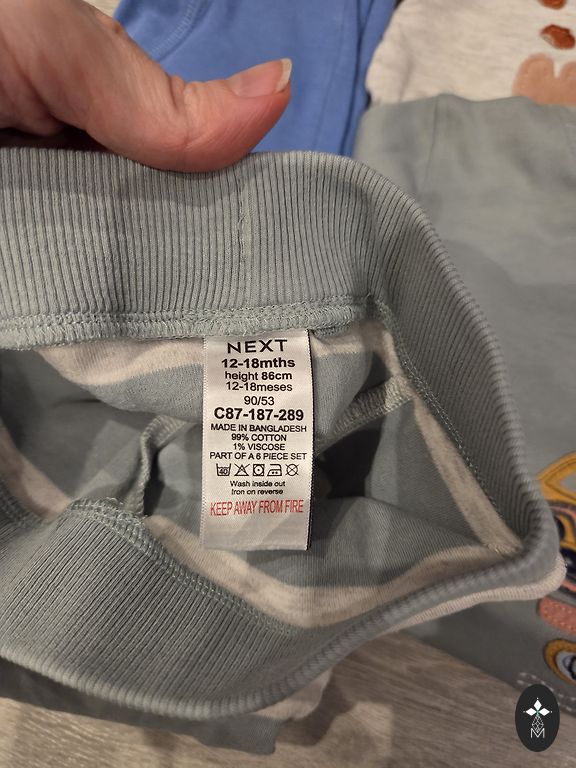 NEXT
12-18mths
height 86cm
12-18meses
90/53
C87-187-289
MADE IN BANGLADESH
99% COTTON
1% VISCOSE
PART OF A 6 PIECE SET
40
Wash inside out
Iron on reverse
KEEP AWAY FROM FIRE
M